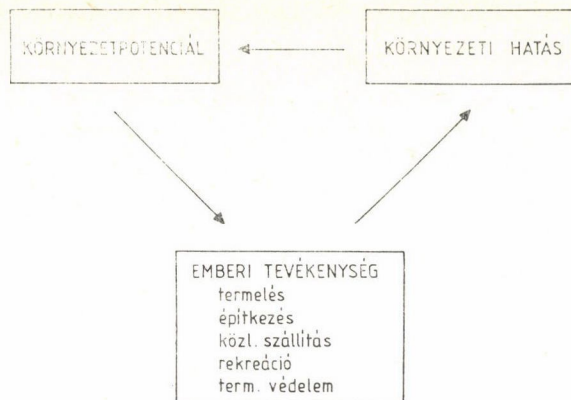 KÖRNYEZETPOTENCIÁL
KÖRNYEZETI HATÁS
EMBERI TEVÉKENYSÉG
termelés
építkezés
közl. szállítás
rekreáció
term. védelem